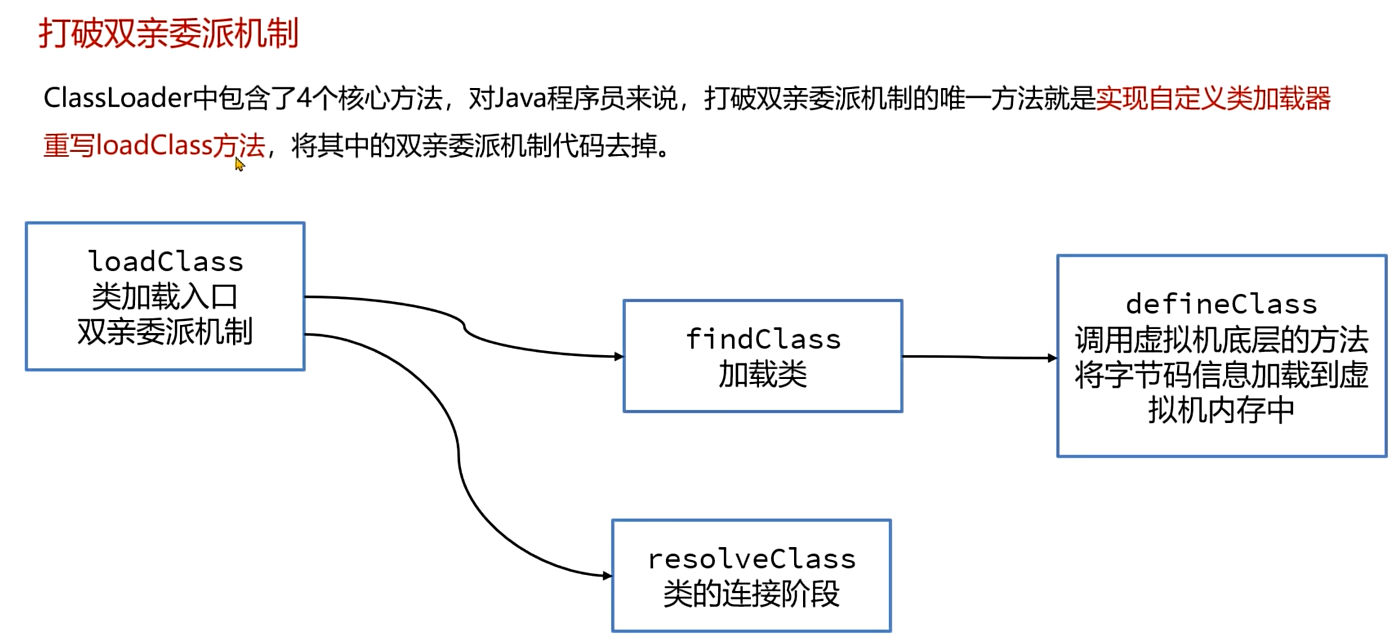 打破双亲委派机制
ClassLoader中包含了4个核心方法，对Java程序员来说，打破双亲委派机制的唯一方法就是实现自定义类加载器
重写loadClass方法，将其中的双亲委派机制代码去掉。
loadClass
类加载入口
双亲委派机制
findClass
加载类
defineClass
调用虚拟机底层的方法
将字节码信息加载到虚
拟机内存中
resolveClass
类的连接阶段